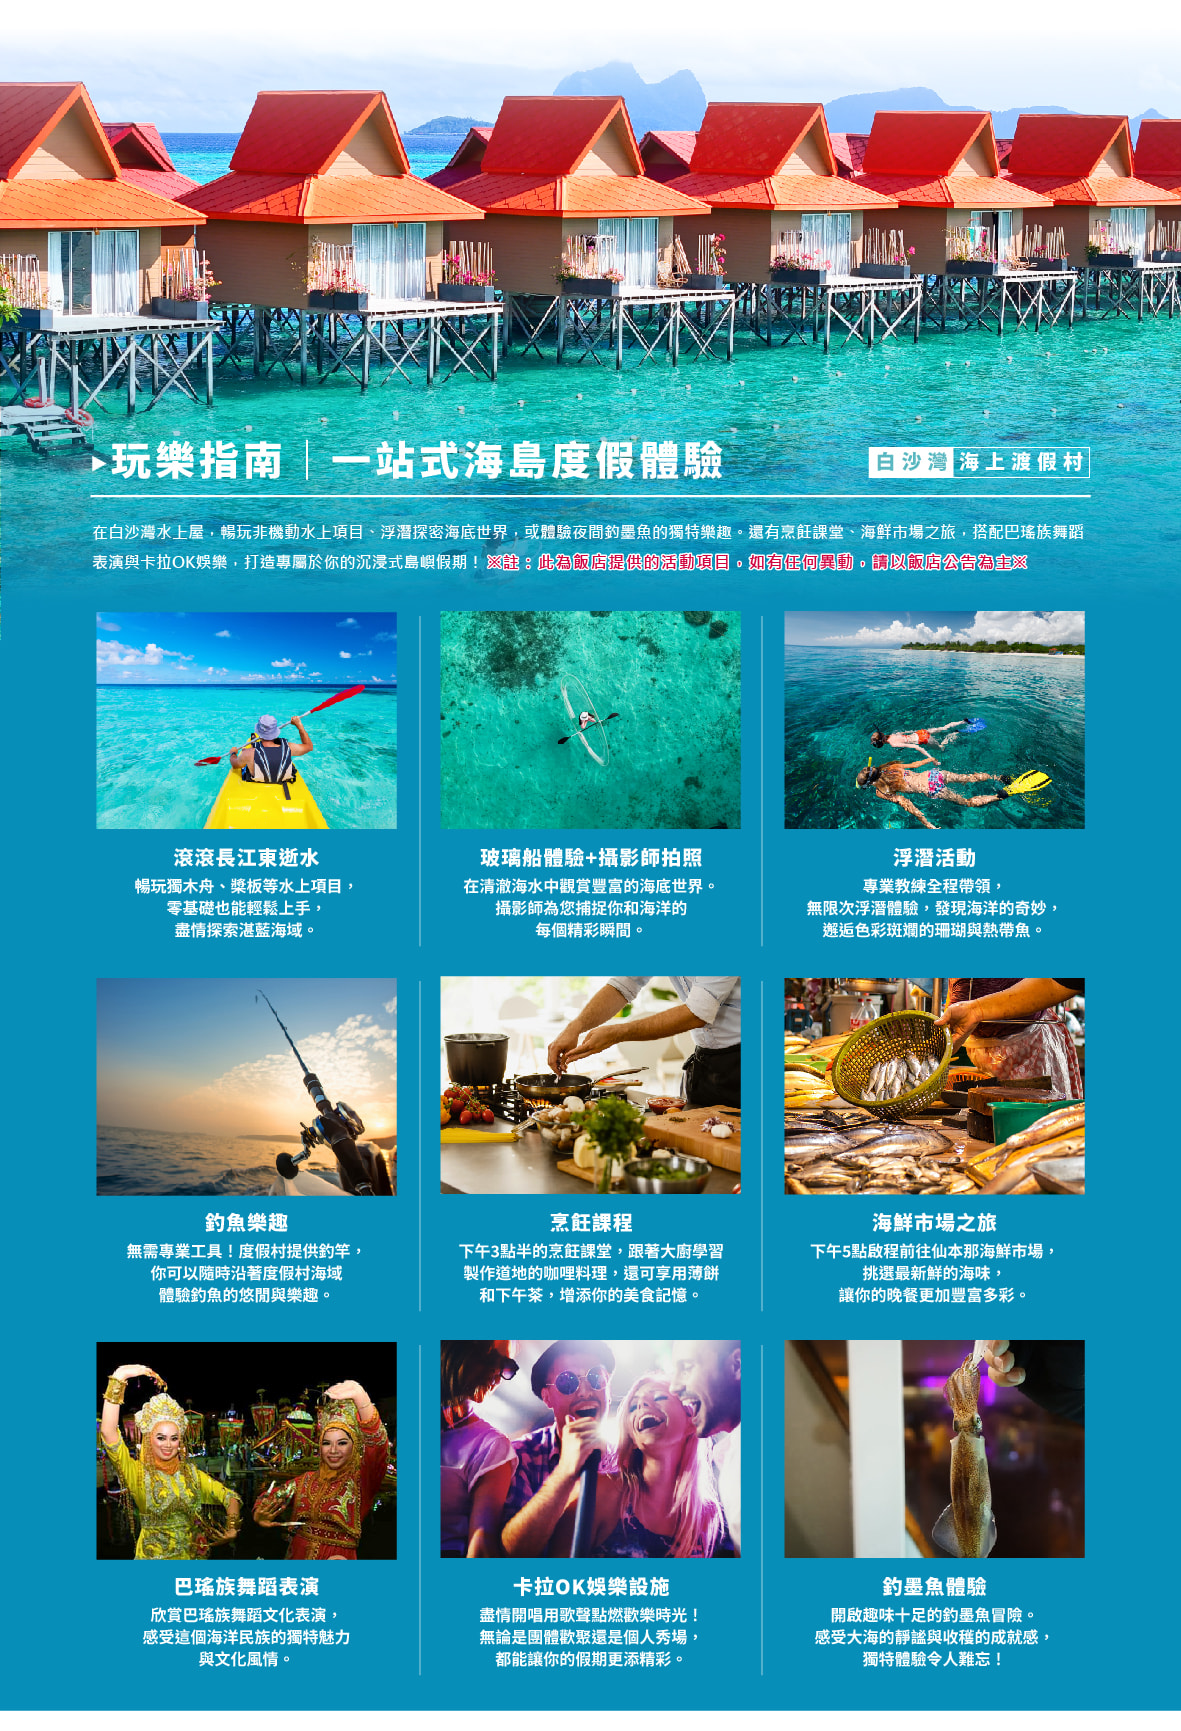 ▸玩樂指南｜一站式海島度假體驗
白沙灣 海上渡假村
在白沙灣水上屋，暢玩非機動水上項目、浮潛探密海底世界，或體驗夜間釣墨魚的獨特樂趣。還有烹飪課堂、海鮮市場之旅，搭配巴瑤族舞蹈
表演與卡拉OK娛樂，打造專屬於你的沉浸式島嶼假期！※註：此為飯店提供的活動項目，如有任何異動，請以飯店公告為主※
滾滾長江東逝水
暢玩獨木舟、槳板等水上項目，
零基礎也能輕鬆上手，
盡情探索湛藍海域。
玻璃船體驗+攝影師拍照
在清澈海水中觀賞豐富的海底世界。
攝影師為您捕捉你和海洋的
每個精彩瞬間。
浮潛活動
專業教練全程帶領，
無限次浮潛體驗，發現海洋的奇妙，
邂逅色彩斑斕的珊瑚與熱帶魚。
釣魚樂趣
無需專業工具！度假村提供釣竿，
你可以隨時沿著度假村海域
體驗釣魚的悠閒與樂趣。
烹飪課程
下午3點半的烹飪課堂，跟著大廚學習
製作道地的咖哩料理，還可享用薄餅
和下午茶，增添你的美食記憶。
海鮮市場之旅
下午5點啟程前往仙本那海鮮市場，
挑選最新鮮的海味，
讓你的晚餐更加豐富多彩。
巴瑤族舞蹈表演
欣賞巴瑤族舞蹈文化表演，
感受這個海洋民族的獨特魅力
與文化風情。
卡拉OK娛樂設施
盡情開唱用歌聲點燃歡樂時光！
無論是團體歡聚還是個人秀場，
都能讓你的假期更添精彩。
釣墨魚體驗
開啟趣味十足的釣墨魚冒險。
感受大海的靜謐與收穫的成就感，
獨特體驗令人難忘！